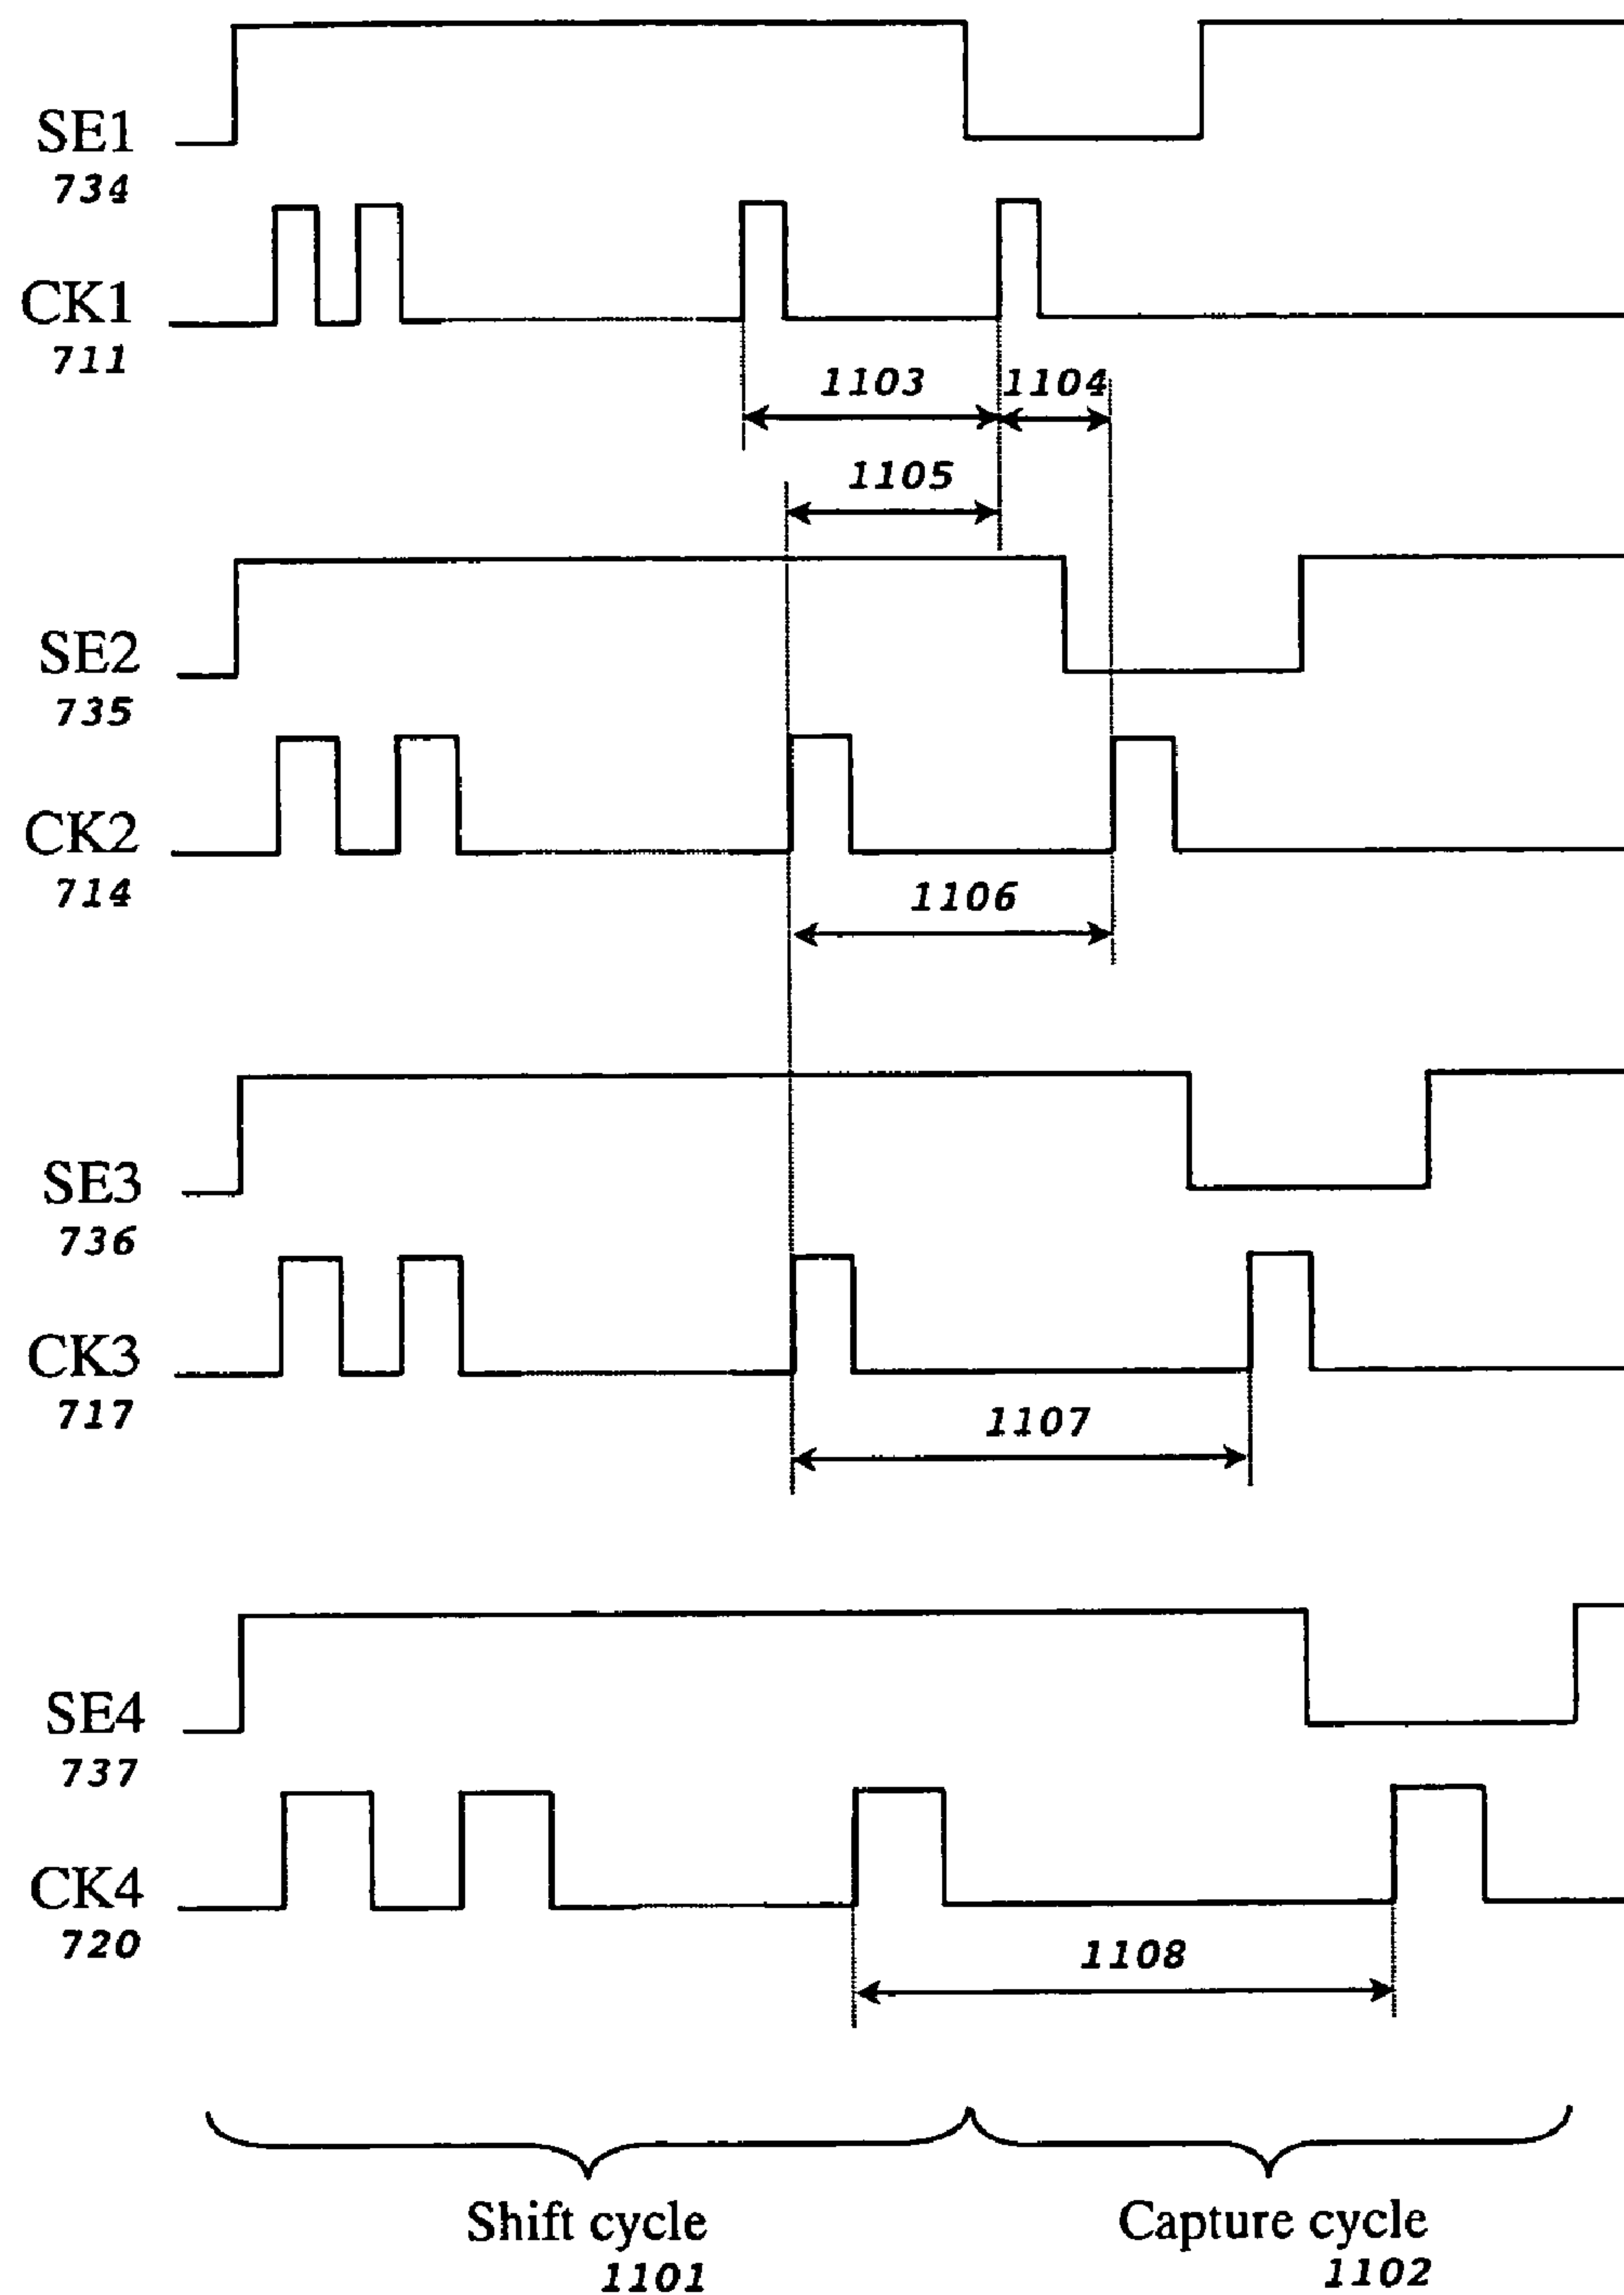 SE1
734
CK1
711
1103
1104
1105
SE2
735
CK2
714
1106
SE3
736
CK3
717
1107
SE4
737
CK4
720
1108
Shift cycle
1101
Capture cycle
1102